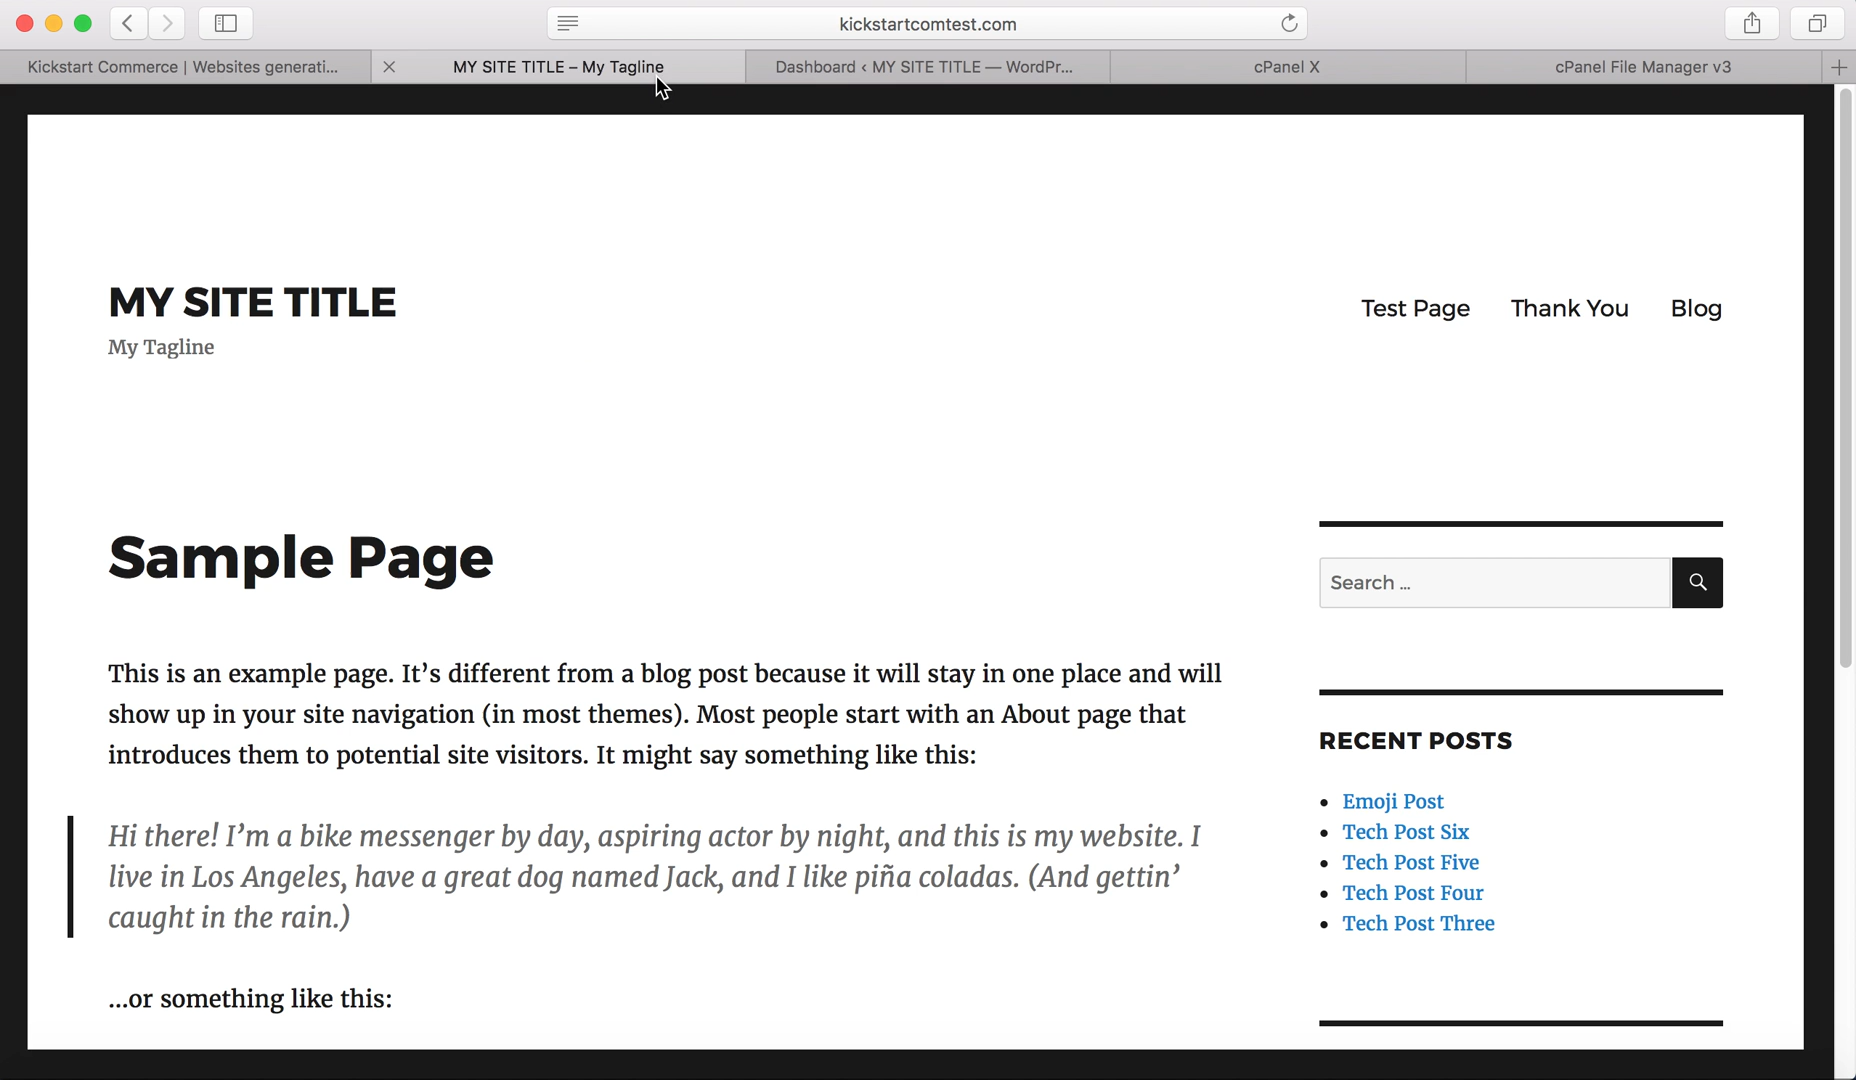 kickstartcomtest.com
Kickstart Commerce | Websites generati...
MY SITE TITLE – My Tagline
Dashboard ‹ MY SITE TITLE — WordPr...
cPanel X
cPanel File Manager v3
MY SITE TITLE
My Tagline
Test Page
Thank You
Blog
Sample Page
This is an example page. It’s different from a blog post because it will stay in one place and will
show up in your site navigation (in most themes). Most people start with an About page that
introduces them to potential site visitors. It might say something like this:
Hi there! I’m a bike messenger by day, aspiring actor by night, and this is my website. I
live in Los Angeles, have a great dog named Jack, and I like piña coladas. (And gettin’
caught in the rain.)
…or something like this:
Search …
RECENT POSTS
Emoji Post
Tech Post Six
Tech Post Five
Tech Post Four
Tech Post Three